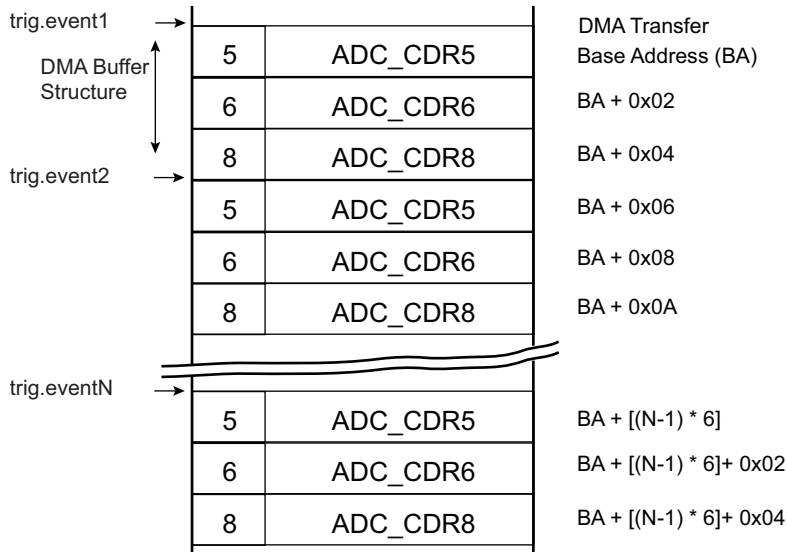 trig.event1
DMA Transfer
DMA Buffer
Structure
5 ADC_CDR5 Base Address (BA)
6 ADC_CDR6 BA + 0x02
8 ADC_CDR8 BA + 0x04
trig.event2
5 ADC_CDR5 BA + 0x06
6 ADC_CDR6 BA + 0x08
8 ADC_CDR8 BA + 0x0A
trig.eventN
5 ADC_CDR5 BA + [(N-1) * 6]
6 ADC_CDR6 BA + [(N-1) * 6]+ 0x02
8 ADC_CDR8 BA + [(N-1) * 6]+ 0x04